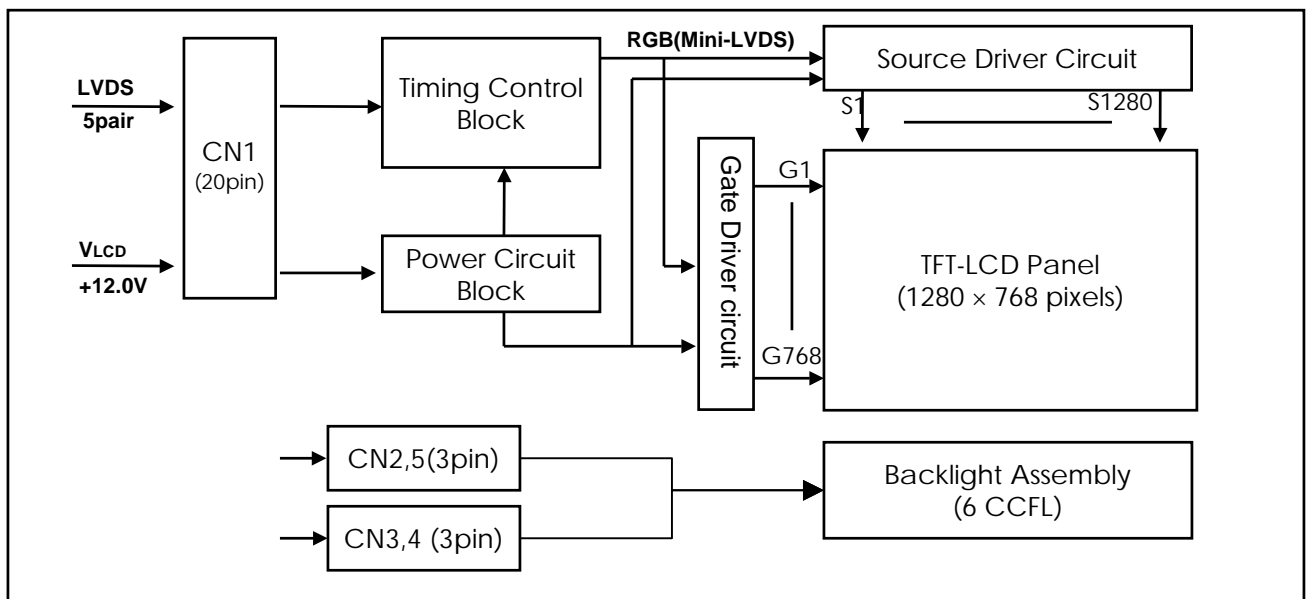 RGB(Mini-LVDS)
Source Driver Circuit
LVDS
5pair
Timing Control
Block
S1
S1280
CN1
(20pin)
Gate Driver circuit
G1
VLCD
+12.0V
Power Circuit
Block
TFT-LCD Panel
(1280 × 768 pixels)
G768
CN2,5(3pin)
Backlight Assembly
(6 CCFL)
CN3,4 (3pin)